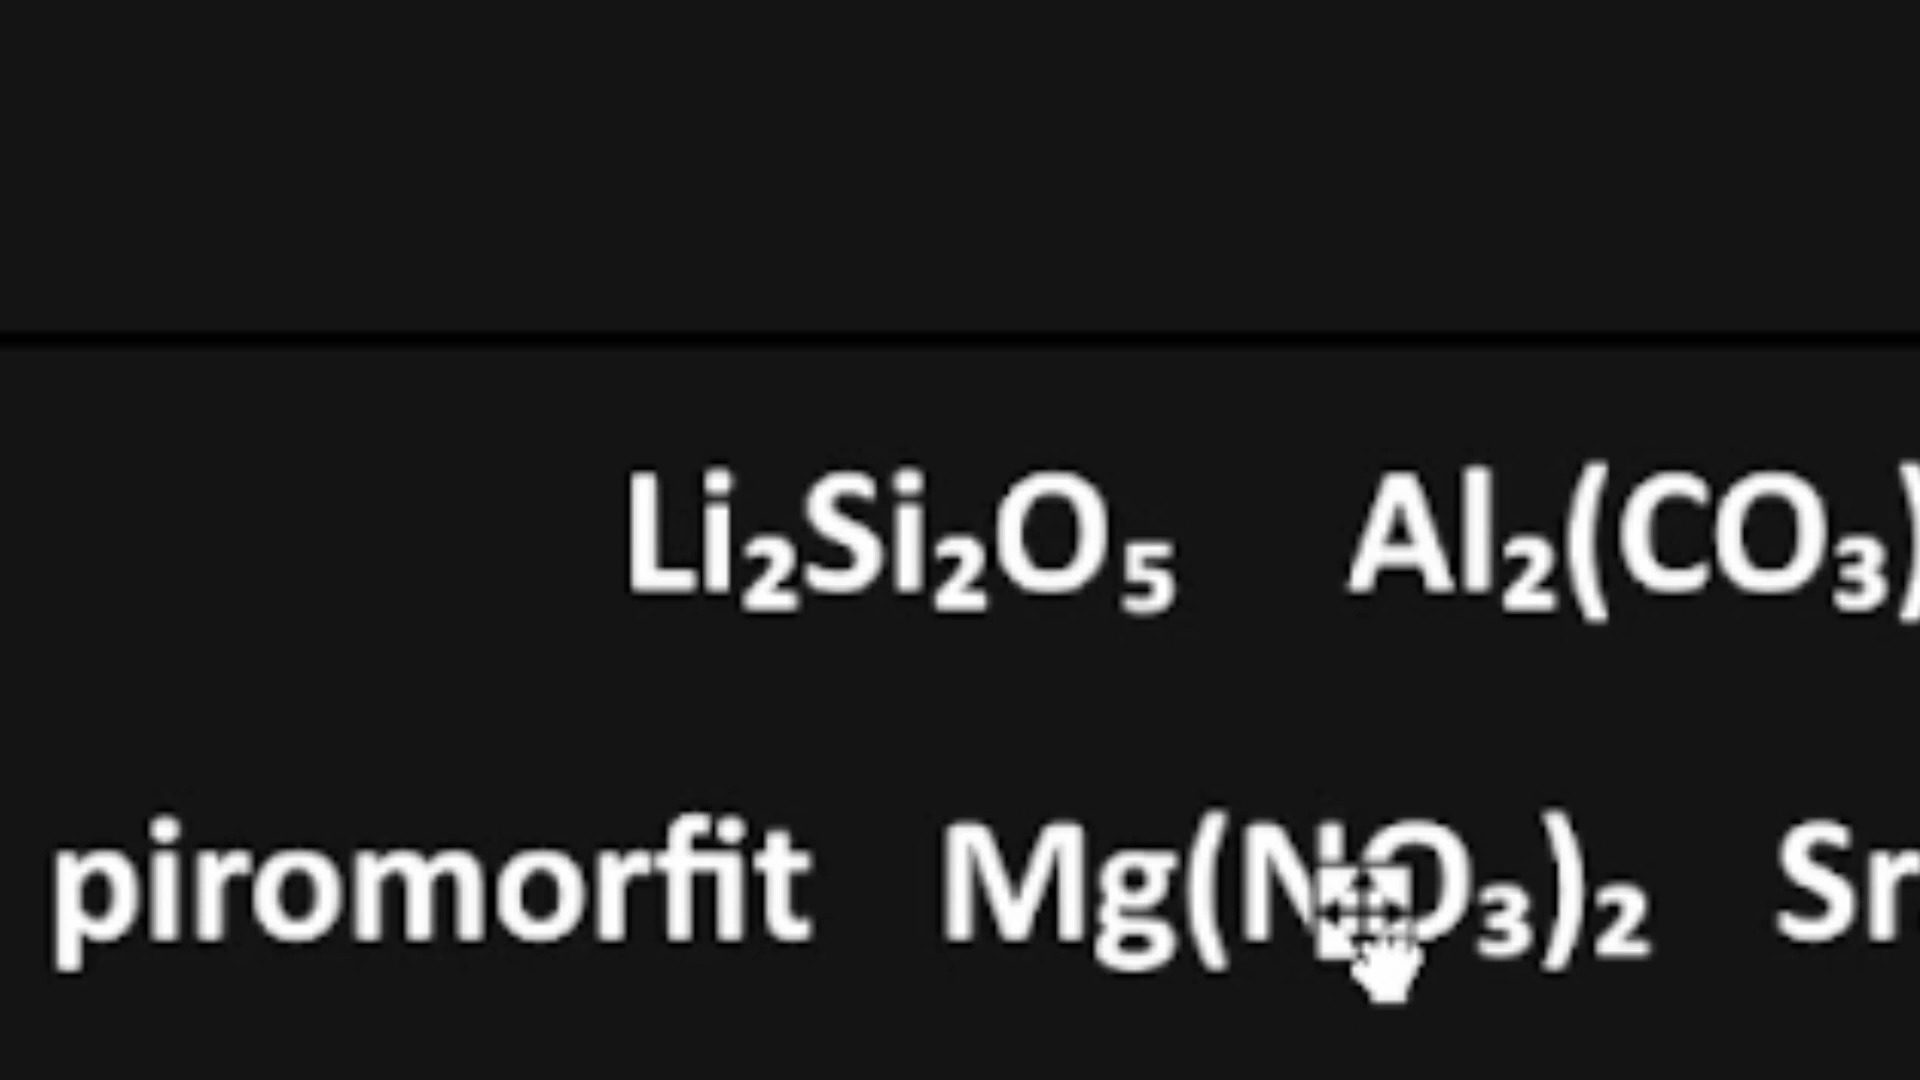 Li₂Si₂O₅ Al₂(CO₃)
piromorfit Mg(NO₃)₂ Sr